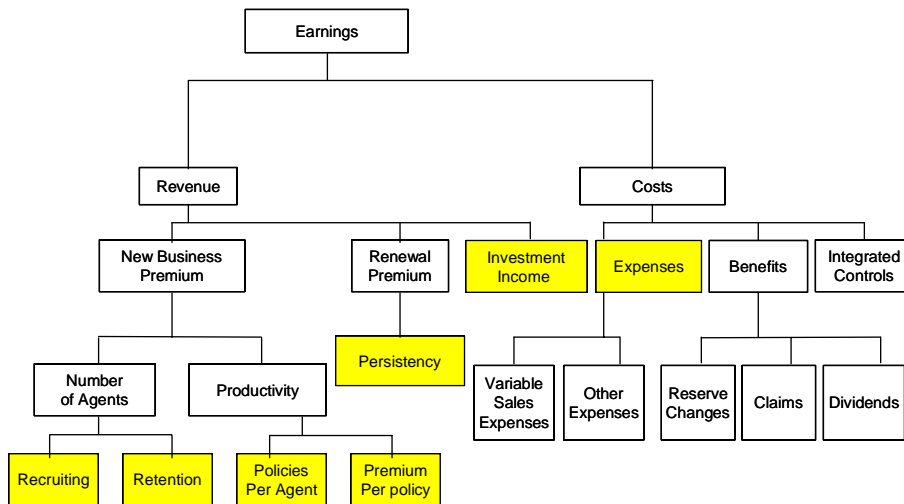 Earnings
Revenue
Costs
New Business
Premium
Renewal
Premium
Investment
Income
Expenses
Benefits
Integrated
Controls
Persistency
Number
of Agents
Productivity
Variable
Sales
Expenses
Other
Expenses
Reserve
Changes
Claims
Dividends
Recruiting
Retention
Policies
Per Agent
Premium
Per policy